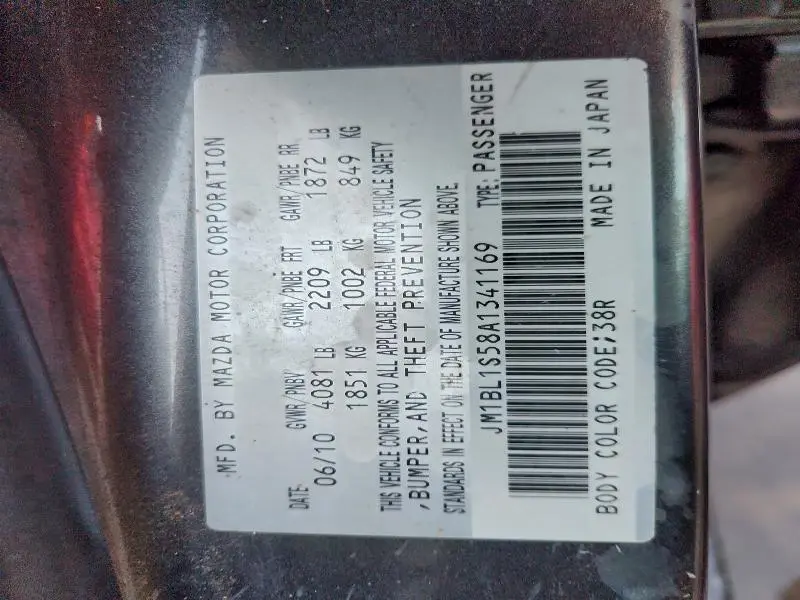 MFD. BY MAZDA MOTOR CORPORATION
DATE GVWR/PNBV GAWR/PNBE FRT GAWR/PNBE RR
06/10 4081 LB 2209 LB 1872 LB
1851 KG 1002 KG 849 KG
THIS VEHICLE CONFORMS TO ALL APPLICABLE FEDERAL MOTOR VEHICLE SAFETY
,BUMPER,AND THEFT PREVENTION
STANDARDS IN EFFECT ON THE DATE OF MANUFACTURE SHOWN ABOVE.
JM1BL1S58A1341169 TYPE:PASSENGER
BODY COLOR CODE;38R MADE IN JAPAN